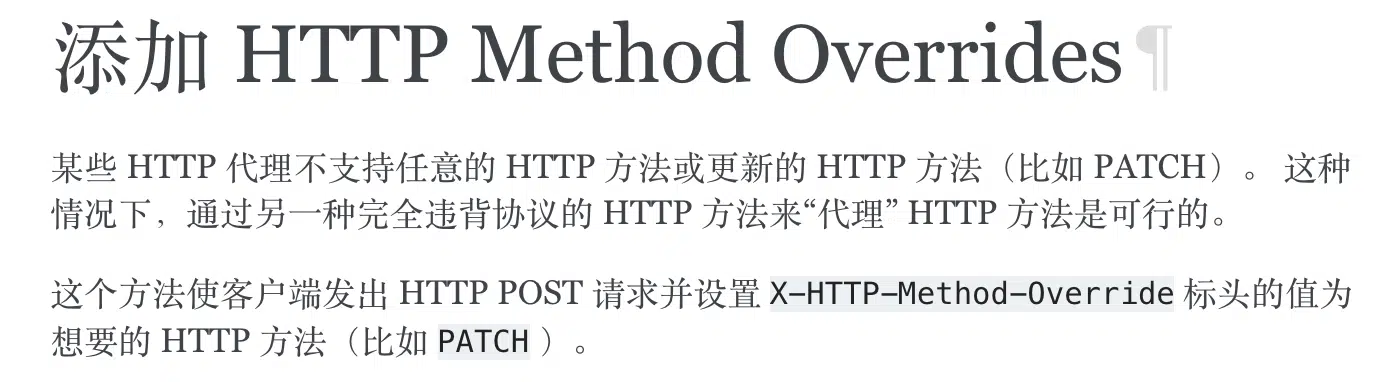 添加 HTTP Method Overrides¶
某些 HTTP 代理不支持任意的 HTTP 方法或更新的 HTTP 方法（比如 PATCH）。 这种
情况下，通过另一种完全违背协议的 HTTP 方法来“代理” HTTP 方法是可行的。
这个方法使客户端发出 HTTP POST 请求并设置 X-HTTP-Method-Override 标头的值为
想要的 HTTP 方法（比如 PATCH ）。